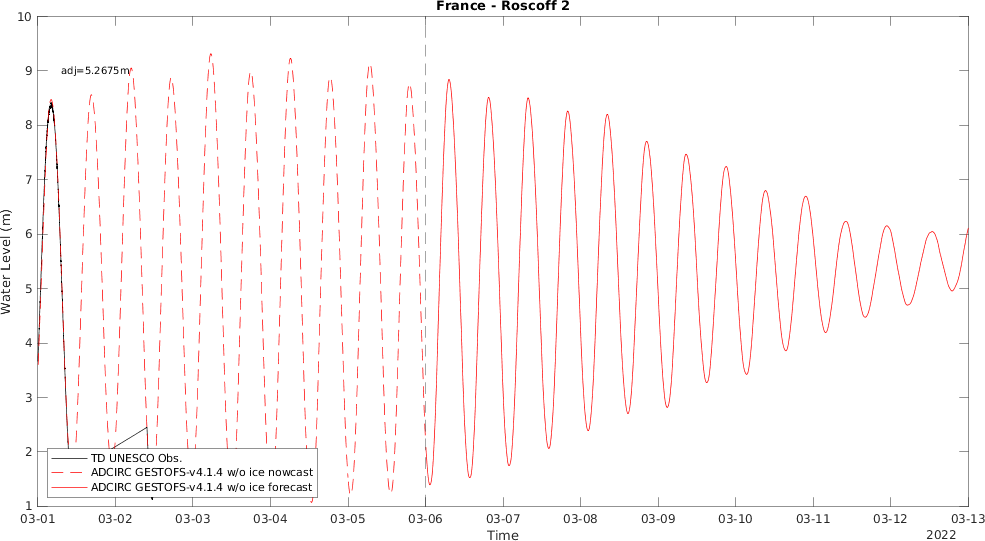 France - Roscoff 2
Water Level (m)
10
9
8
7
6
5
4
3
2
1
adj=5.2675m
TD UNESCO Obs.
ADCIRC GESTOFS-v4.1.4 w/o ice nowcast
ADCIRC GESTOFS-v4.1.4 w/o ice forecast
03-01 03-02 03-03 03-04 03-05 03-06 03-07 03-08 03-09 03-10 03-11 03-12 03-13
Time
2022